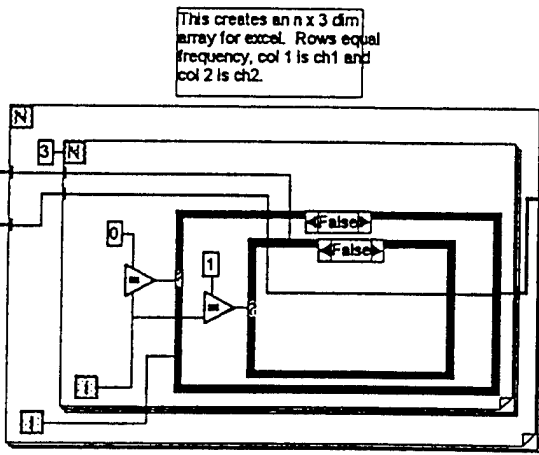 This creates an n x 3 dim
array for excel. Rows equal
frequency, col 1 is ch1 and
col 2 is ch2.
N
3 N
False
False
0
1
=
=
?
?
i
i